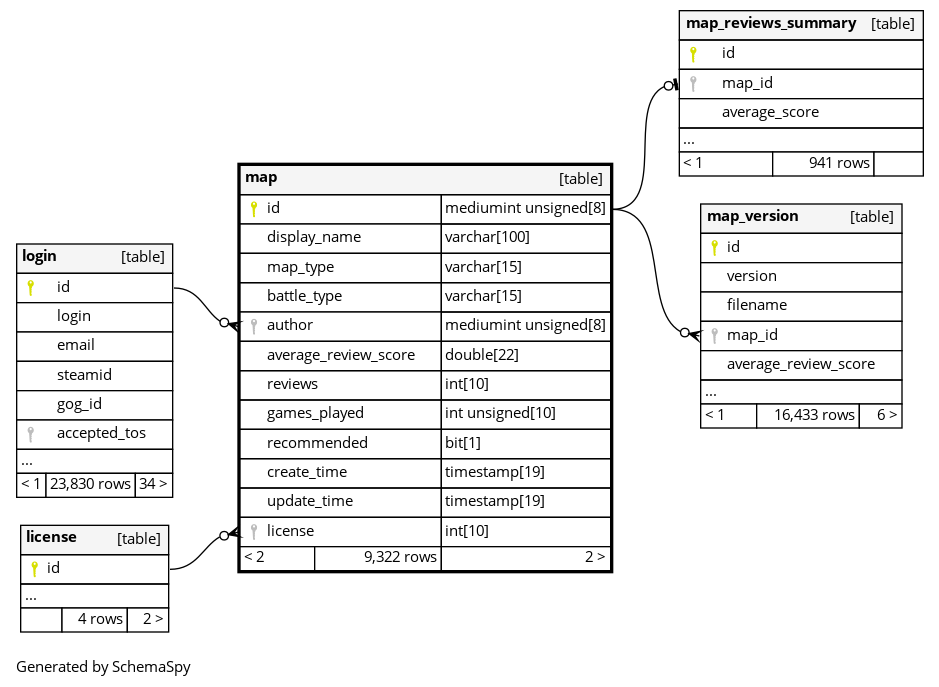 map_reviews_summary [table]
id
map_id
average_score
...
< 1 941 rows
map [table]
id mediumint unsigned[8]
display_name varchar[100]
map_type varchar[15]
battle_type varchar[15]
author mediumint unsigned[8]
average_review_score double[22]
reviews int[10]
games_played int unsigned[10]
recommended bit[1]
create_time timestamp[19]
update_time timestamp[19]
license int[10]
< 2 9,322 rows 2 >
map_version [table]
id
version
filename
map_id
average_review_score
...
< 1 16,433 rows 6 >
login [table]
id
login
email
steamid
gog_id
accepted_tos
...
< 1 23,830 rows 34 >
license [table]
id
...
4 rows 2 >
Generated by SchemaSpy